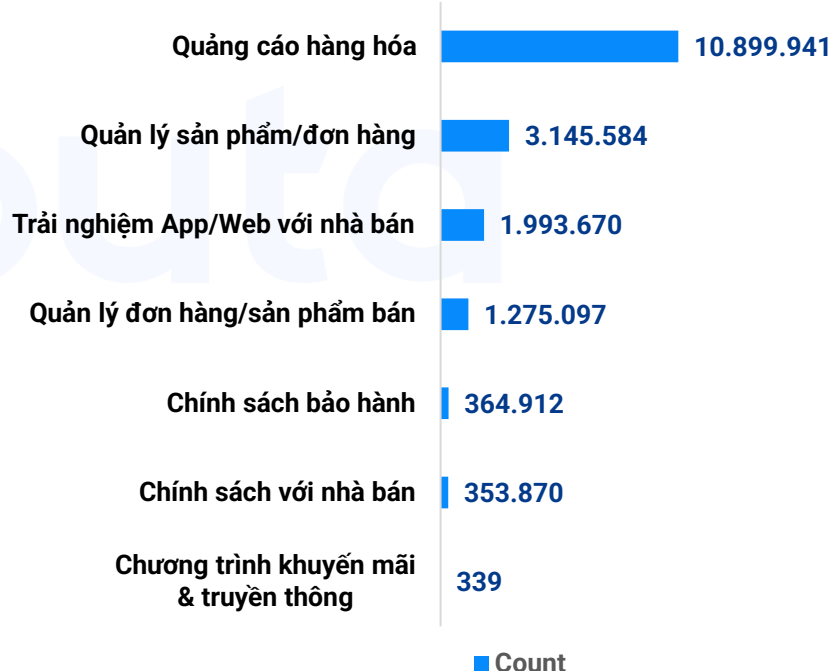 Quảng cáo hàng hóa 10.899.941
Quản lý sản phẩm/đơn hàng 3.145.584
Trải nghiệm App/Web với nhà bán 1.993.670
Quản lý đơn hàng/sản phẩm bán 1.275.097
Chính sách bảo hành 364.912
Chính sách với nhà bán 353.870
Chương trình khuyến mãi
& truyền thông 339
Count